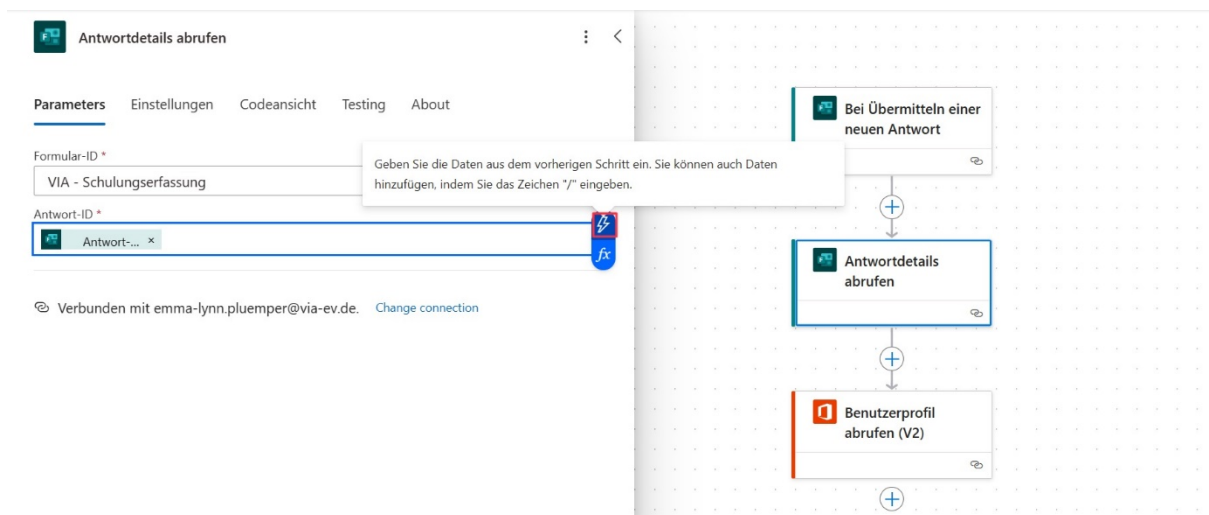 Antwortdetails abrufen
Parameters Einstellungen Codeansicht Testing About
Formular-ID *
VIA - Schulungserfassung
Geben Sie die Daten aus dem vorherigen Schritt ein. Sie können auch Daten
hinzufügen, indem Sie das Zeichen "/" eingeben.
Antwort-ID *
Antwort-... ×
fx
Verbunden mit emma-lynn.pluemper@via-ev.de. Change connection
Bei Übermitteln einer
neuen Antwort
Antwortdetails
abrufen
Benutzerprofil
abrufen (V2)